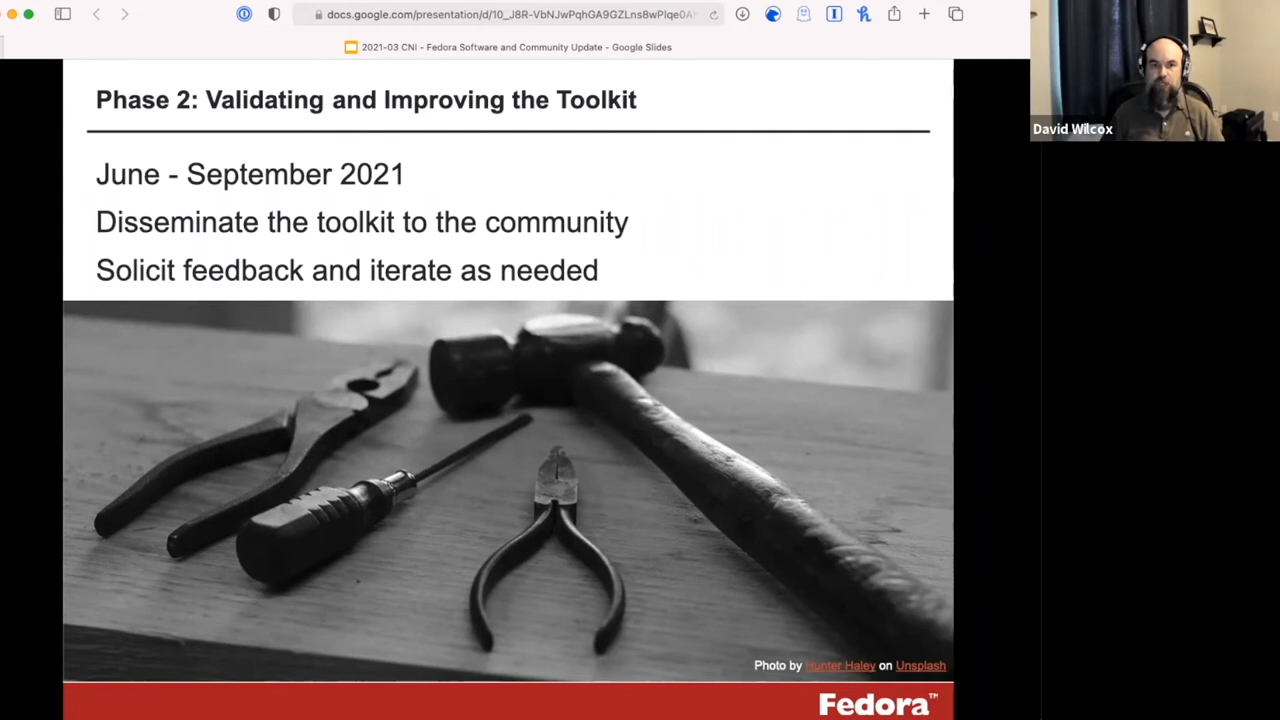 docs.google.com/presentation/d/10_J8R-VbNJwPqhGA9GZLns8wPlqe0A
2021-03 CNI - Fedora Software and Community Update - Google Slides
Phase 2: Validating and Improving the Toolkit
June - September 2021
Disseminate the toolkit to the community
Solicit feedback and iterate as needed
Photo by Hunter Haley on Unsplash
Fedora™
David Wilcox